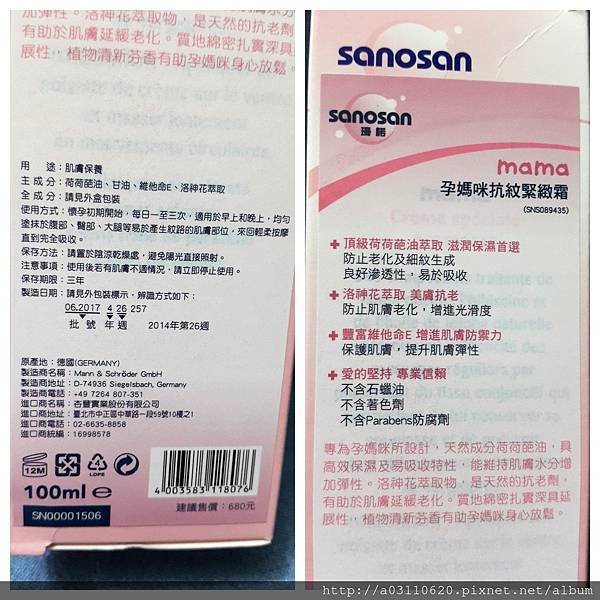 加彈性。洛神花萃取物，是天然的抗老劑
有助於肌膚延緩老化。質地綿密扎實深具
展性，植物清新芬香有助孕媽咪身心放鬆。
用　途：肌膚保養
主 成 分：荷荷葩油、甘油、維他命E、洛神花萃取
全 成 分：請見外盒包裝
使用方式：懷孕初期開始，每日一至三次，適用於早上和晚上，均勻
塗抹於腹部、臀部、大腿等易於產生紋路的肌膚部位，來回輕柔按摩
直到完全吸收。
保存方法：請置於陰涼乾燥處，避免陽光直接照射。
注意事項：使用後若有肌膚不適情況，請立即停止使用。
保存期限：三年
製造日期：請見外包裝標示，辨識方式如下：
06.2017 4 26 257
批 號 年 週 2014年第26週
原產地：德國(GERMANY)
製造商名稱：Mann & Schröder GmbH
製造商地址：D-74936 Siegelsbach, Germany
製造商電話：+49 7264 807-351
進口商名稱：杏豐實業股份有限公司
進口商地址：臺北市中正區中華路一段59號10樓之1
進口商電話：02-6635-8858
進口商統編：16998578
12M
4
LDPE
100ml e
4 003583 118076
SN00001506
建議售價：680元
sanosan
sanosan
珊諾
mama
孕媽咪抗紋緊緻霜
(SNS089435)
頂級荷荷葩油萃取 滋潤保濕首選
防止老化及細紋生成
良好滲透性，易於吸收
洛神花萃取 美膚抗老
防止肌膚老化，增進光滑度
豐富維他命E 增進肌膚防禦力
保護肌膚，提升肌膚彈性
愛的堅持 專業信賴
不含石蠟油
不含著色劑
不含Parabens防腐劑
專為孕媽咪所設計，天然成分荷荷葩油，具
高效保濕及易吸收特性，能維持肌膚水分增
加彈性。洛神花萃取物，是天然的抗老劑，
有助於肌膚延緩老化。質地綿密扎實深具延
展性，植物清新芬香有助孕媽咪身心放鬆。
http://a03110620.pixnet.net/album